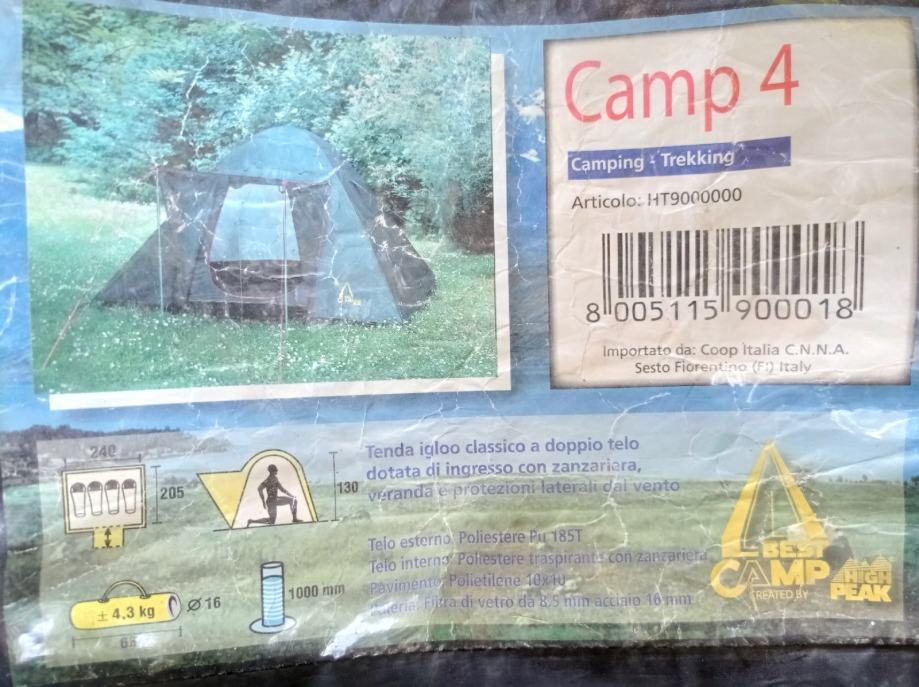 Camp 4
Camping - Trekking
Articolo: HT9000000
8 005115 900018
Importato da: Coop Italia C.N.N.A.
Sesto Fiorentino (FI) Italy
240
205
130
± 4,3 kg
Ø 16
1000 mm
Tenda igloo classico a doppio telo
dotata di ingresso con zanzariera,
veranda e protezioni laterali dal vento
Telo esterno: Poliestere Pu 185T
Telo interno: Poliestere traspirante con zanzariera
Pavimento: Polietilene 10x10
Fibra di vetro da 8,5 mm acciaio 16 mm
BEST
CAMP
CREATED BY
HIGH
PEAK